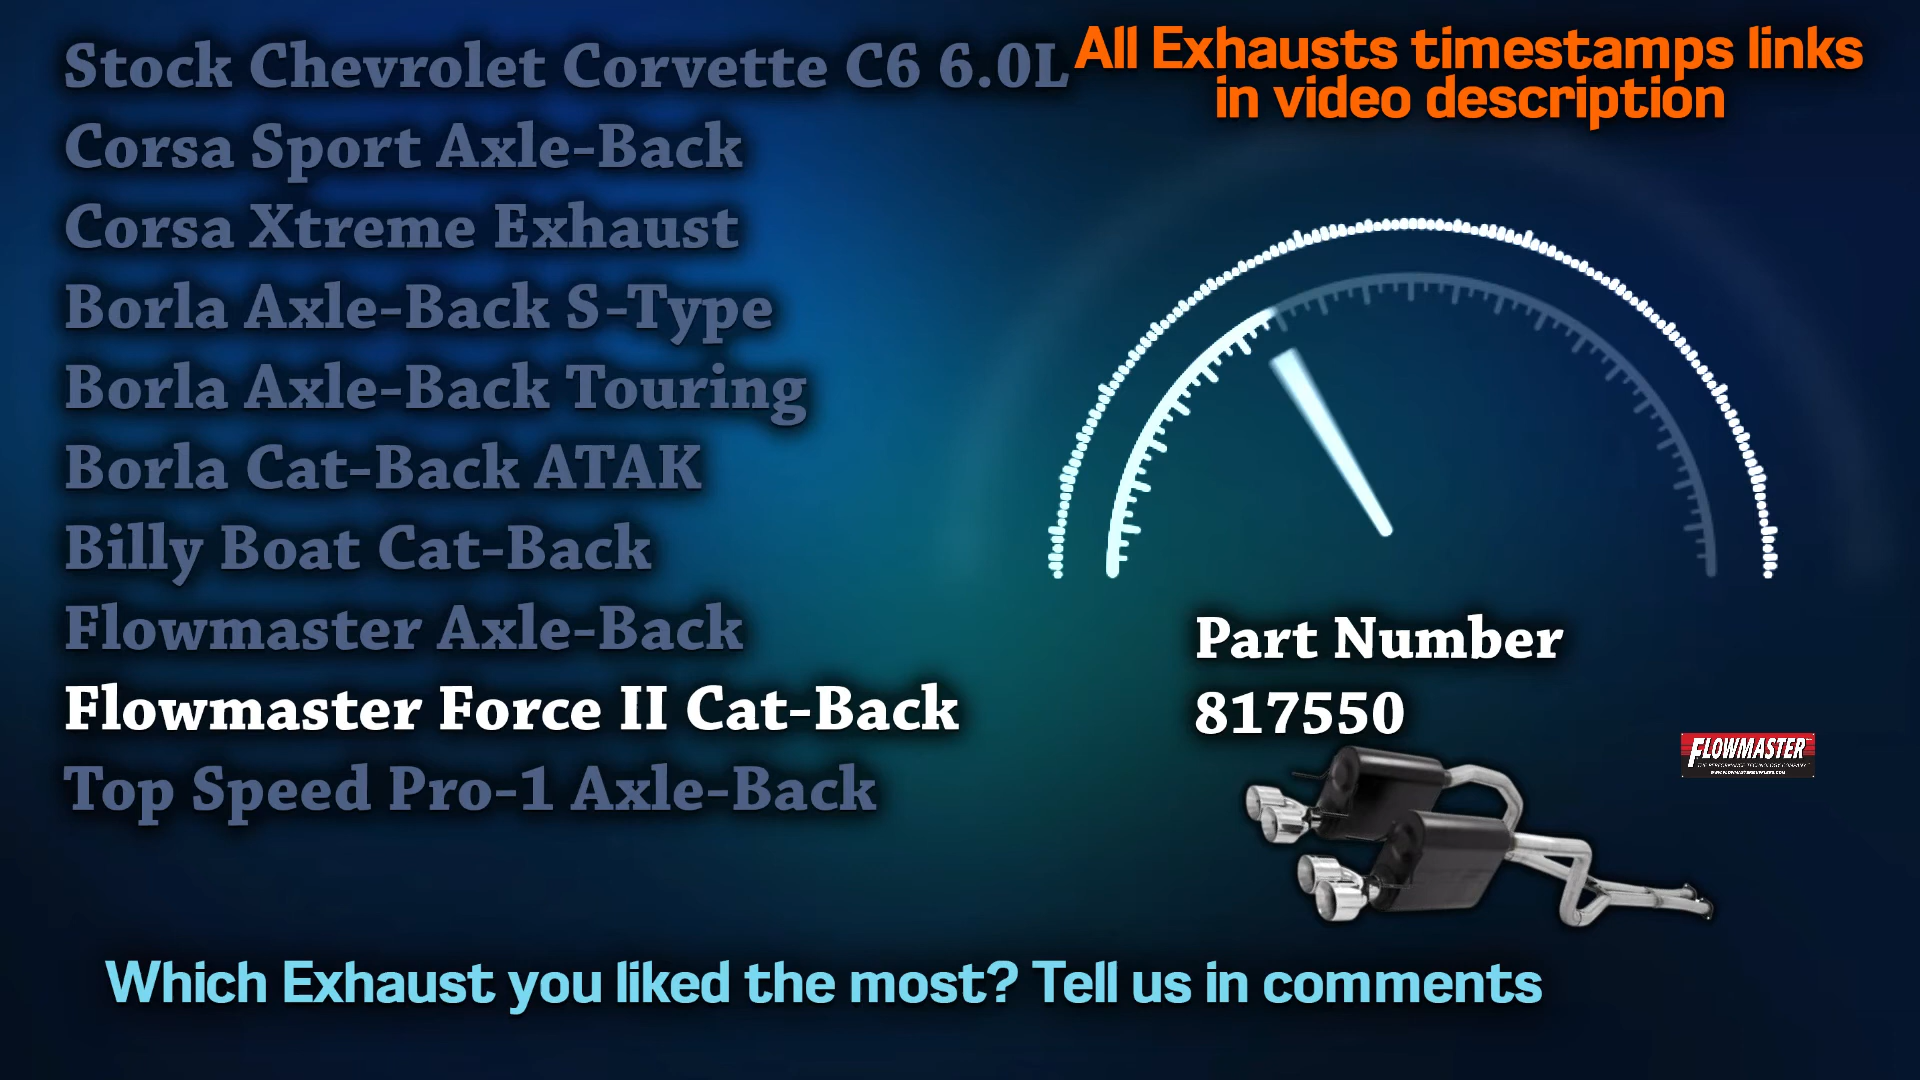 Stock Chevrolet Corvette C6 6.0L
All Exhausts timestamps links
in video description
Corsa Sport Axle-Back
Corsa Xtreme Exhaust
Borla Axle-Back S-Type
Borla Axle-Back Touring
Borla Cat-Back ATAK
Billy Boat Cat-Back
Flowmaster Axle-Back
Flowmaster Force II Cat-Back
Top Speed Pro-1 Axle-Back
Part Number
817550
FLOWMASTER
Which Exhaust you liked the most? Tell us in comments